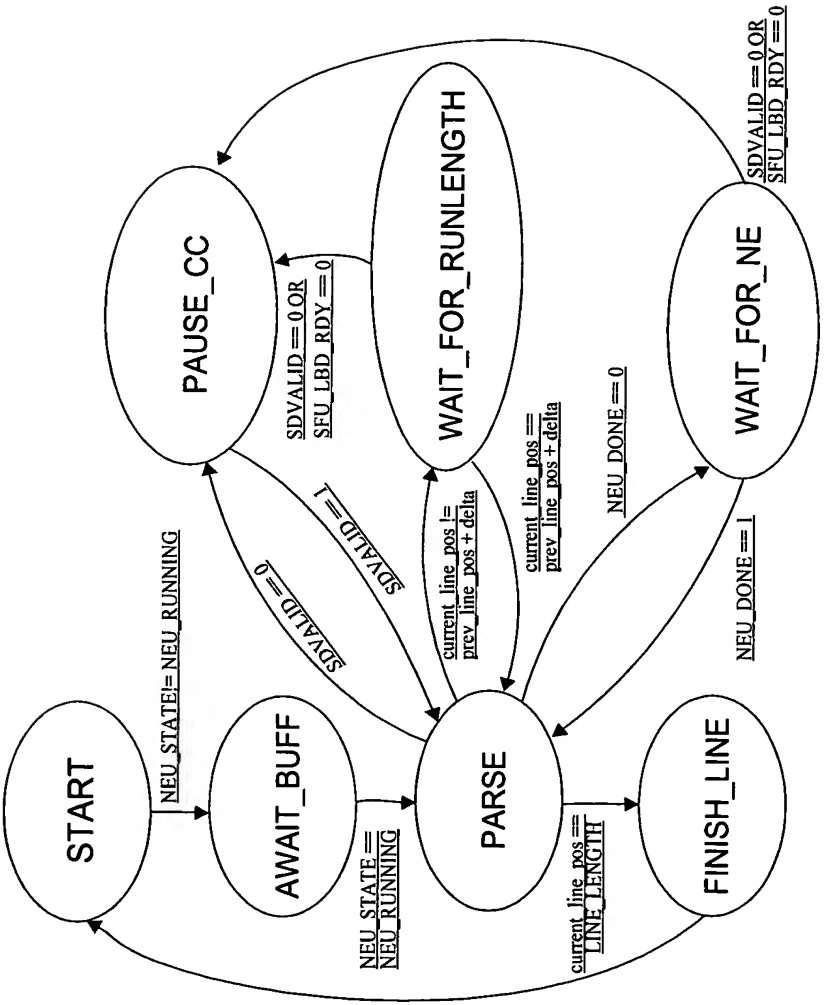 START
NEU_STATE!= NEU_RUNNING
AWAIT_BUFF
NEU_STATE ==
NEU_RUNNING
PARSE
current_line_pos ==
LINE_LENGTH
FINISH_LINE
PAUSE_CC
SDVALID == 0
SDVALID == 1
SDVALID == 0 OR
SFU_LBD_RDY == 0
WAIT_FOR_RUNLENGTH
current_line_pos !=
prev_line_pos + delta
current_line_pos ==
prev_line_pos + delta
NEU_DONE == 0
NEU_DONE == 1
WAIT_FOR_NE
SDVALID == 0 OR
SFU_LBD_RDY == 0